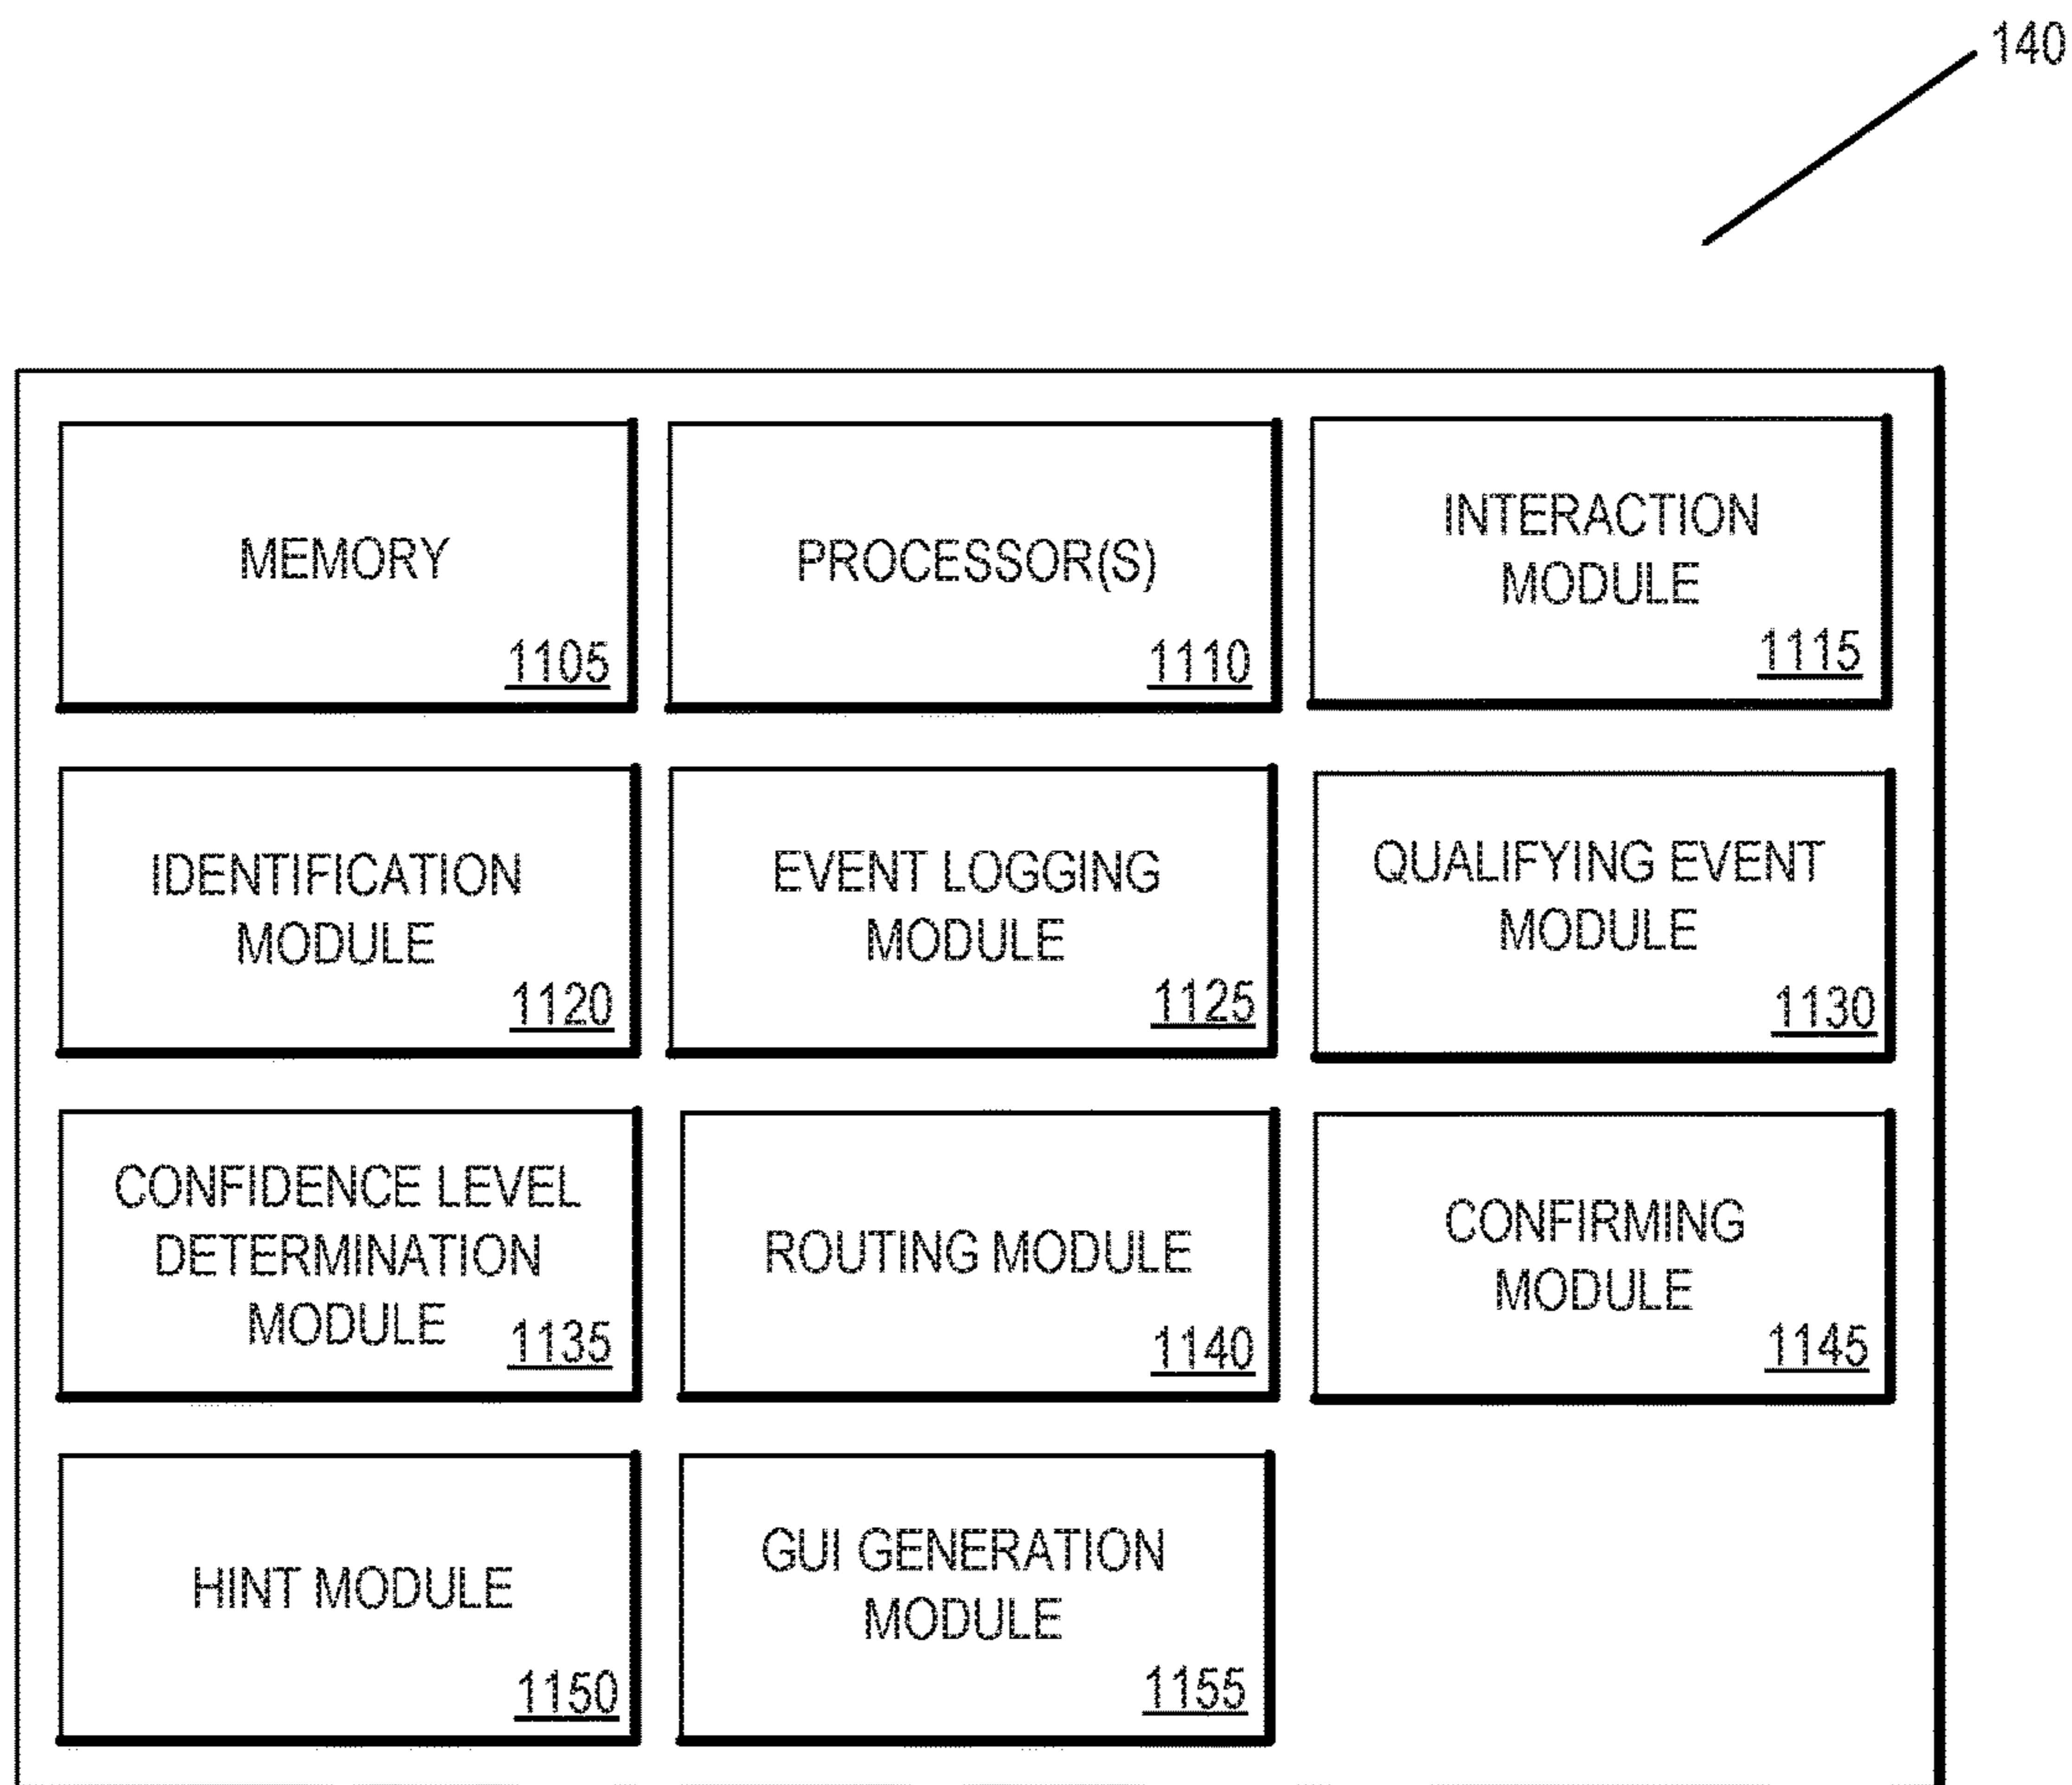 140
MEMORY
1105
PROCESSOR(S)
1110
INTERACTION
MODULE
1115
IDENTIFICATION
MODULE
1120
EVENT LOGGING
MODULE
1125
QUALIFYING EVENT
MODULE
1130
CONFIDENCE LEVEL
DETERMINATION
MODULE
1135
ROUTING MODULE
1140
CONFIRMING
MODULE
1145
HINT MODULE
1150
GUI GENERATION
MODULE
1155